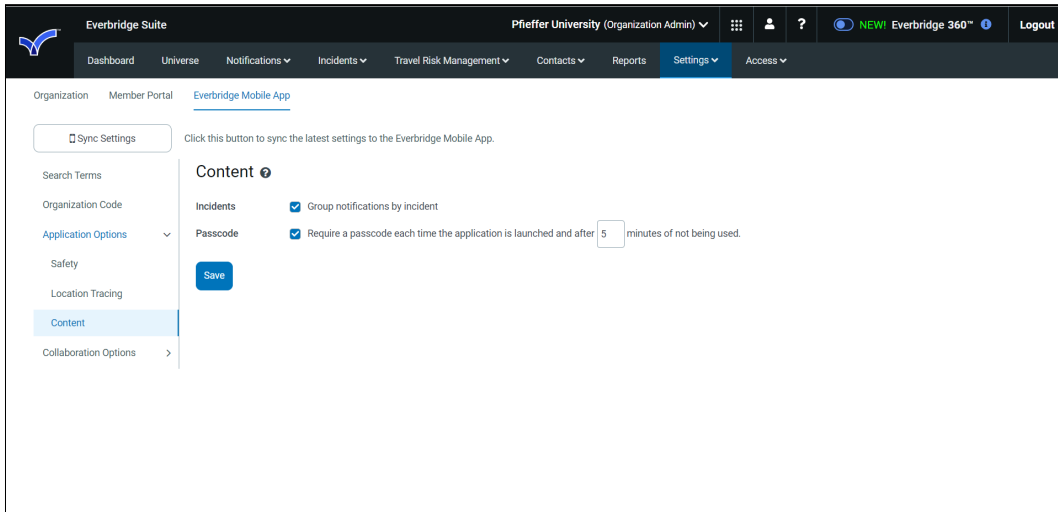 Everbridge Suite
Pfieffer University (Organization Admin)
?
NEW! Everbridge 360™
Logout
Dashboard Universe Notifications Incidents Travel Risk Management Contacts Reports Settings Access
Organization Member Portal Everbridge Mobile App
Sync Settings Click this button to sync the latest settings to the Everbridge Mobile App.
Search Terms
Organization Code
Application Options
Safety
Location Tracing
Content
Collaboration Options
Content ?
Incidents Group notifications by incident
Passcode Require a passcode each time the application is launched and after 5 minutes of not being used.
Save